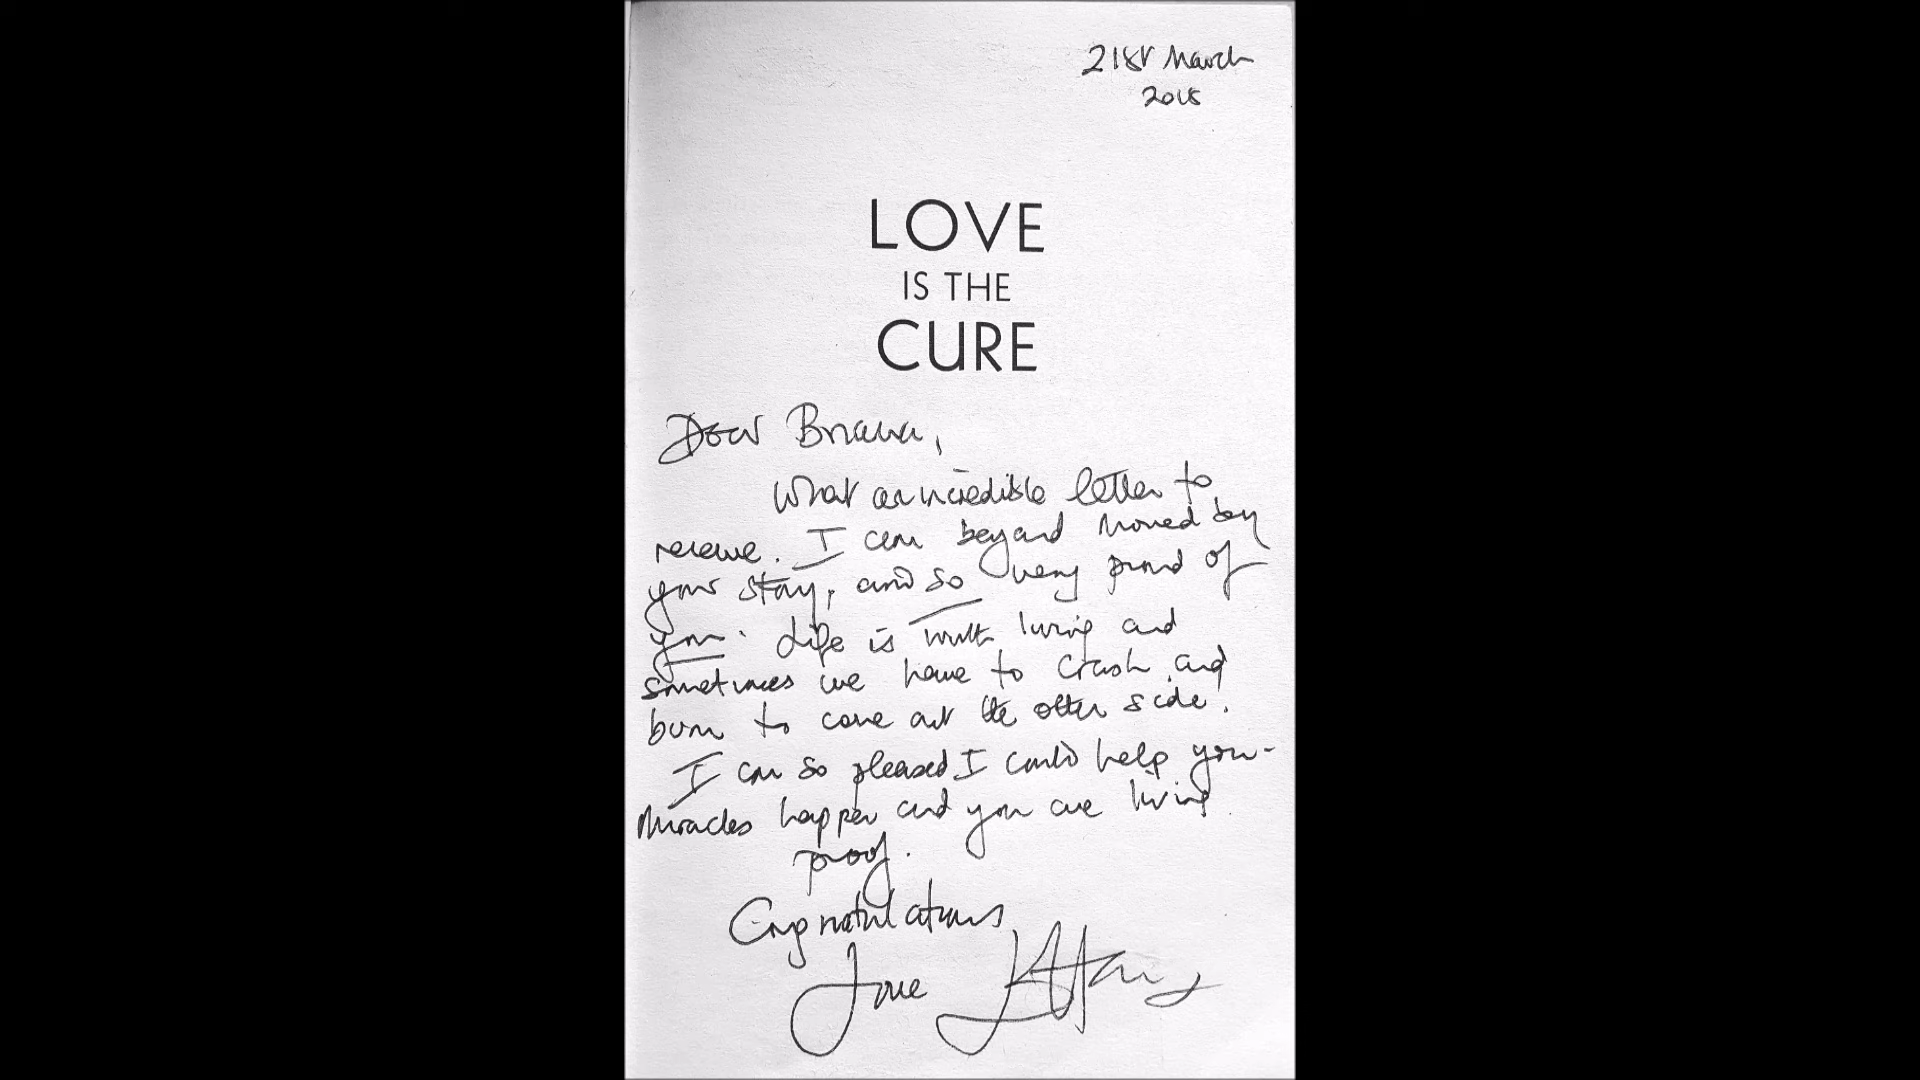 21st March
2018
LOVE
IS THE
CURE
Dear Briana,
What an incredible letter to
receive. I am beyond moved by
your story, and so very proud of
you. Life is worth living and
sometimes we have to crash and
burn to come out the other side!
I am so pleased I could help you -
Miracles happen and you are living
proof.
Congratulations
Love